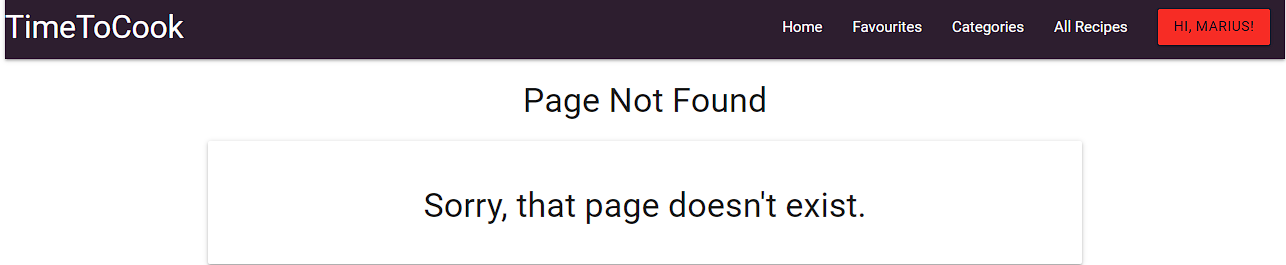 TimeToCook Home Favourites Categories All Recipes HI, MARIUS!
Page Not Found
Sorry, that page doesn't exist.